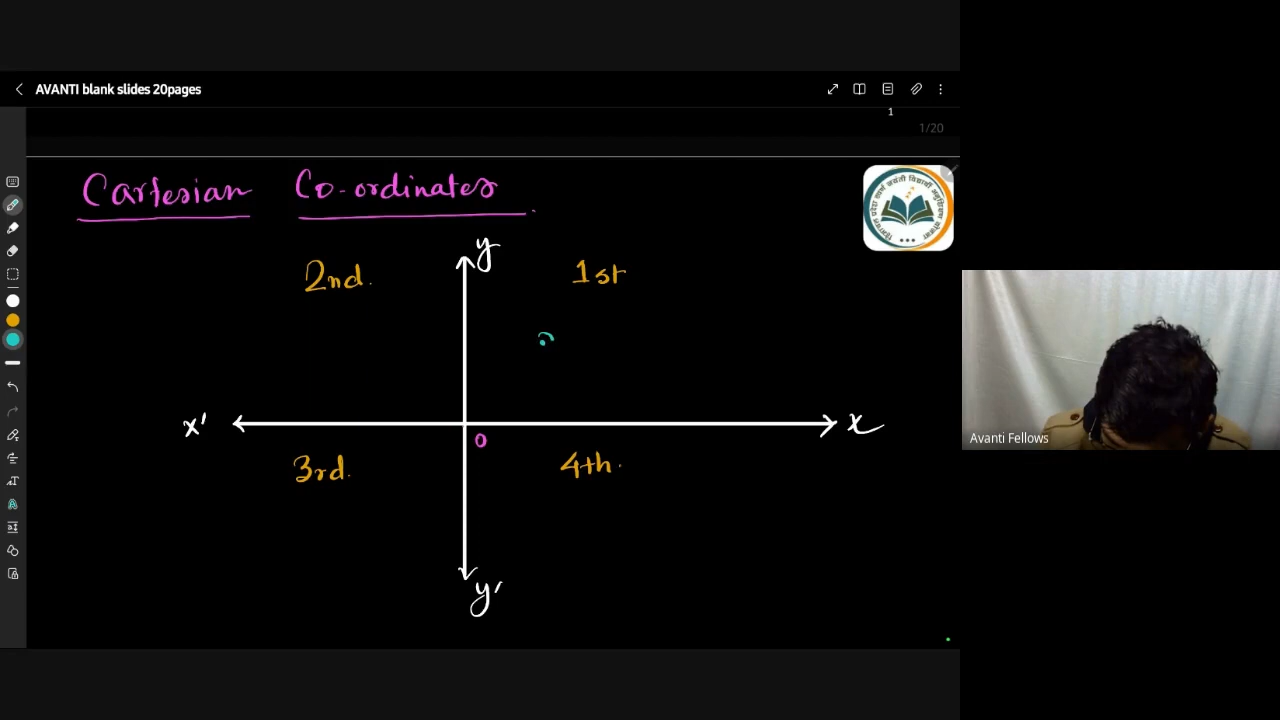 AVANTI blank slides 20pages
1
1/20
Cartesian Co-ordinates
y
2nd.
1st
x'
x
0
3rd.
4th.
y'
Avanti Fellows